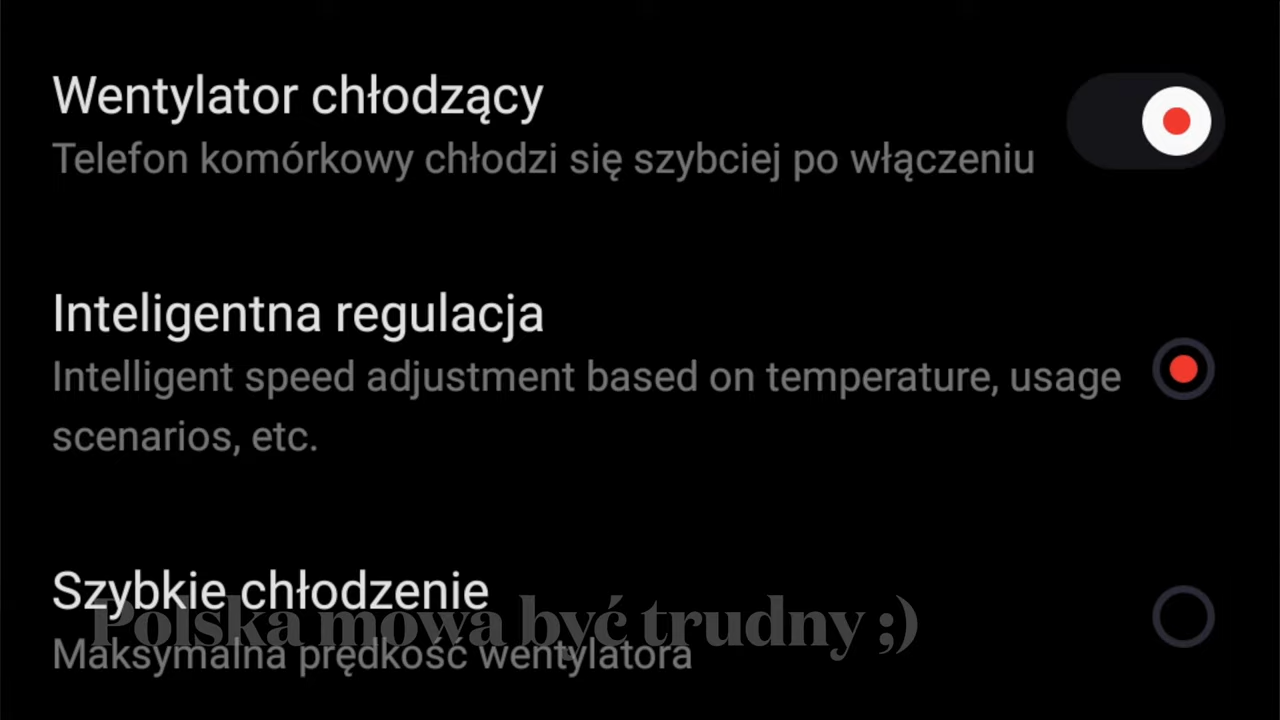 Wentylator chłodzący
Telefon komórkowy chłodzi się szybciej po włączeniu
Inteligentna regulacja
Intelligent speed adjustment based on temperature, usage
scenarios, etc.
Szybkie chłodzenie
Polska mowa być trudny ;)
Maksymalna prędkość wentylatora